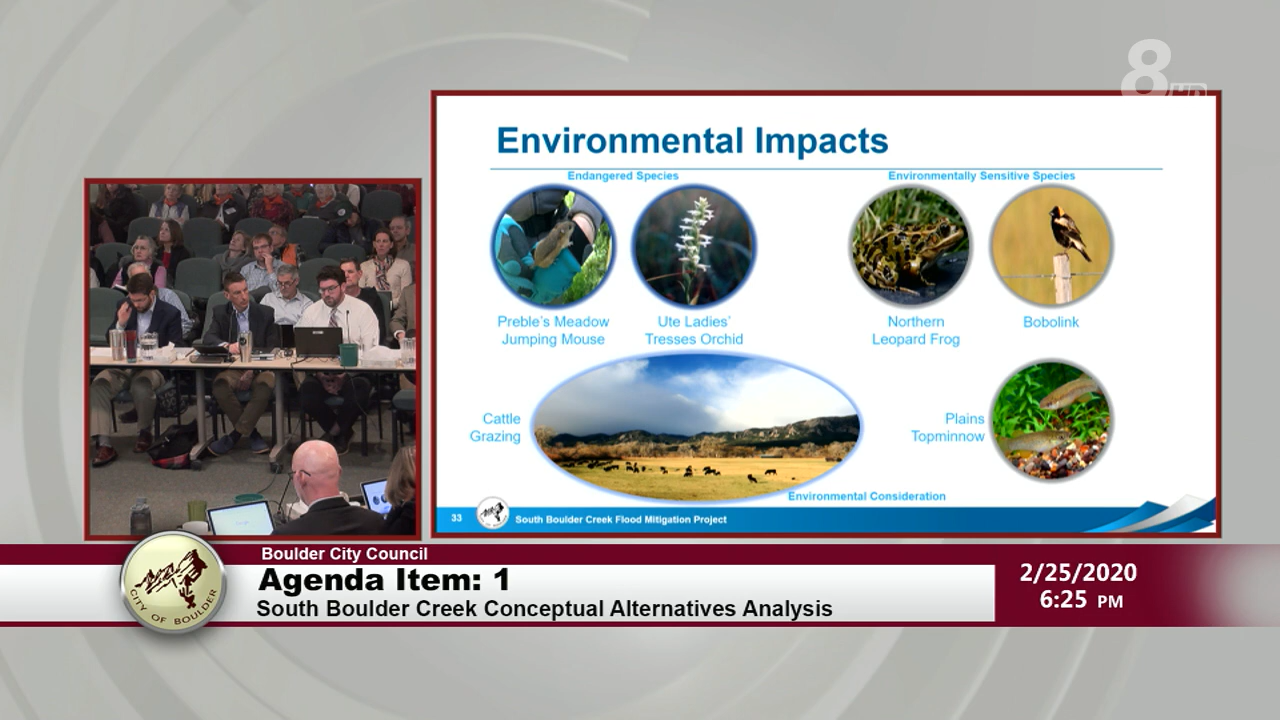 8
HD
Environmental Impacts
Endangered Species
Environmentally Sensitive Species
Preble's Meadow
Jumping Mouse
Ute Ladies'
Tresses Orchid
Northern
Leopard Frog
Bobolink
Cattle
Grazing
Plains
Topminnow
Environmental Consideration
33
South Boulder Creek Flood Mitigation Project
Boulder City Council
Agenda Item: 1
South Boulder Creek Conceptual Alternatives Analysis
2/25/2020
6:25 PM
CITY OF BOULDER